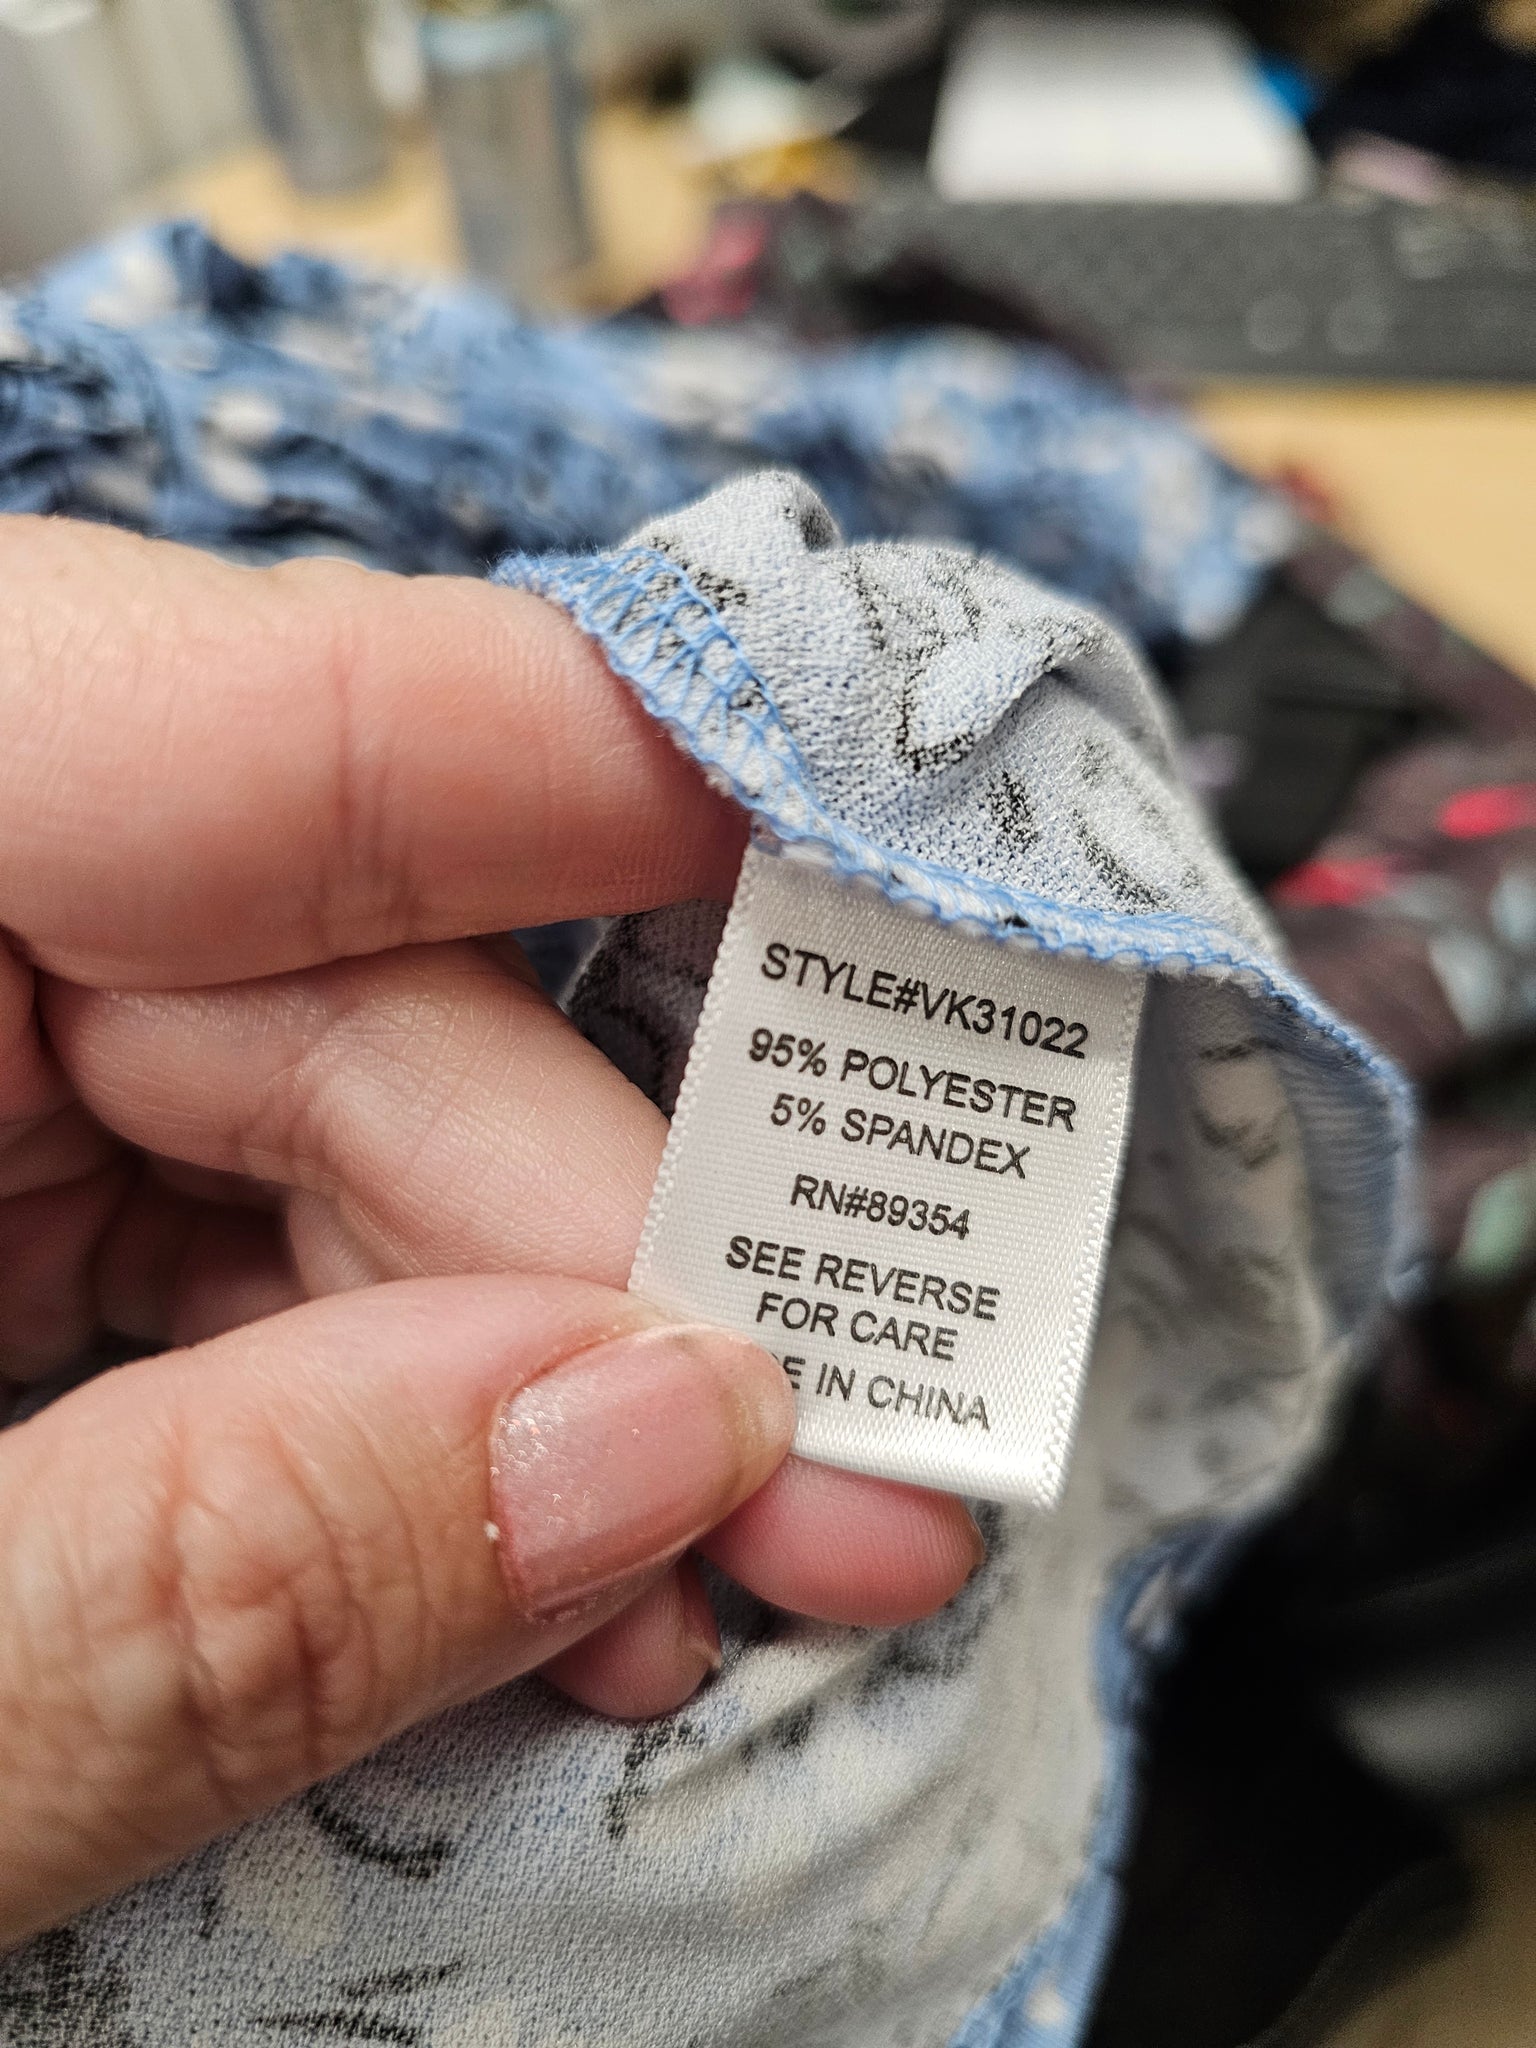 STYLE#VK31022
95% POLYESTER
5% SPANDEX
RN#89354
SEE REVERSE
FOR CARE
IN CHINA